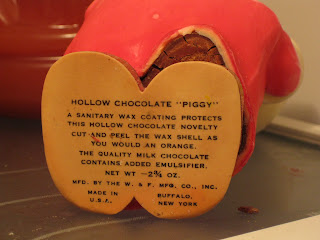 HOLLOW CHOCOLATE "PIGGY"
A SANITARY WAX COATING PROTECTS
THIS HOLLOW CHOCOLATE NOVELTY
CUT AND PEEL THE WAX SHELL AS
YOU WOULD AN ORANGE.
THE QUALITY MILK CHOCOLATE
CONTAINS ADDED EMULSIFIER.
NET WT –2¾ OZ.
MFD. BY THE W. & F. MFG. CO., INC.
MADE IN BUFFALO,
U.S.A. NEW YORK